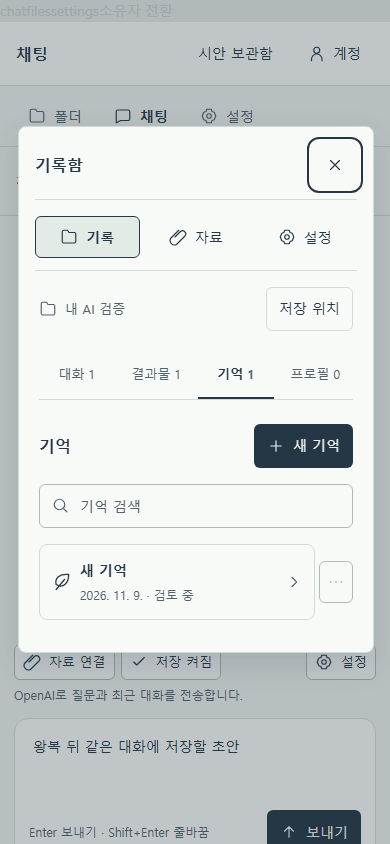 chatfilessettings소유자 전환
채팅
시안 보관함
계정
폴더
채팅
설정
기록함
기록
자료
설정
내 AI 검증
저장 위치
대화 1
결과물 1
기억 1
프로필 0
기억
새 기억
기억 검색
새 기억
2026. 11. 9. · 검토 중
자료 연결
저장 켜짐
설정
OpenAI로 질문과 최근 대화를 전송합니다.
왕복 뒤 같은 대화에 저장할 초안
Enter 보내기 · Shift+Enter 줄바꿈
보내기